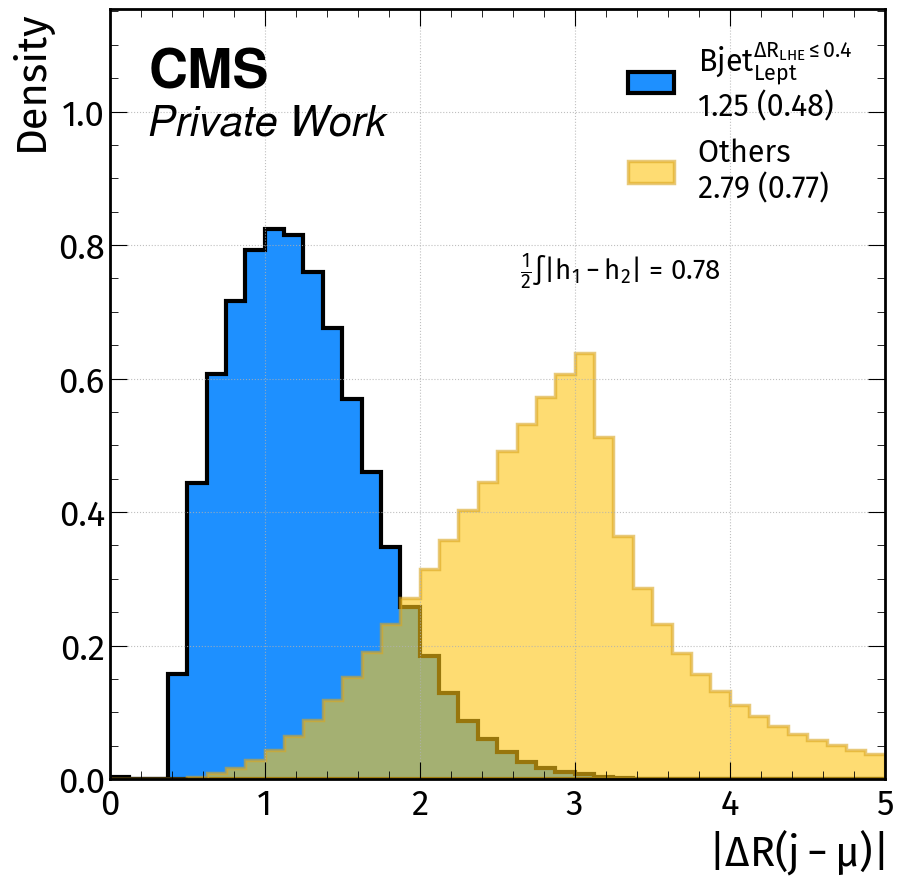 Density
CMS
Private Work
Bjet^{ΔR_{LHE} ≤ 0.4}_{Lept}
1.25 (0.48)
Others
2.79 (0.77)
½∫|h₁ – h₂| = 0.78
1.0
0.8
0.6
0.4
0.2
0.0
0 1 2 3 4 5
|ΔR(j – μ)|